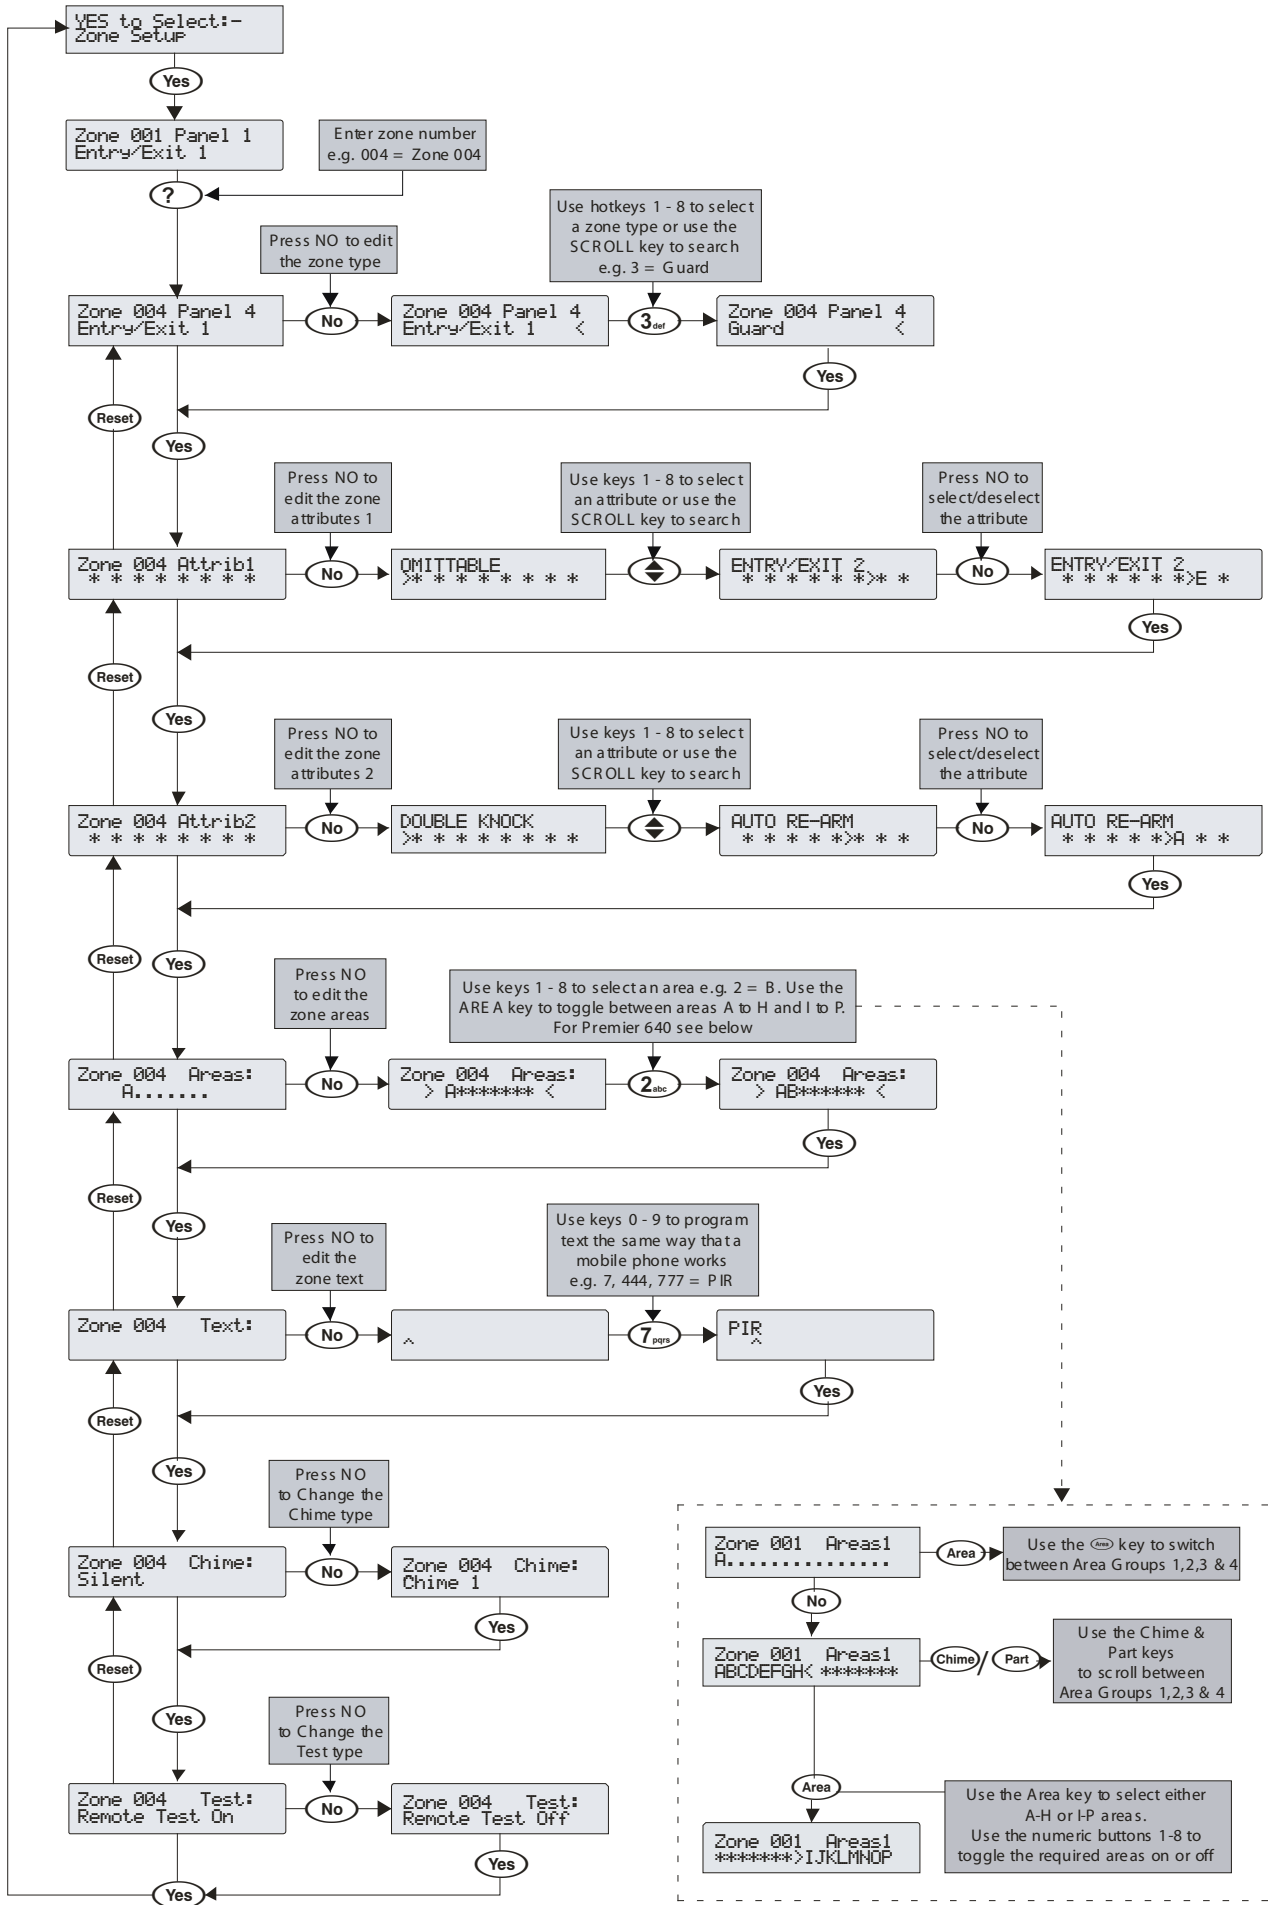 YES to Select:-
Zone Setup
Yes
Zone 001 Panel 1
Entry/Exit 1
Enter zone number
e.g. 004 = Zone 004
?
Use hotkeys 1 - 8 to select
a zone type or use the
SCROLL key to search
e.g. 3 = Guard
Press NO to edit
the zone type
Zone 004 Panel 4
Entry/Exit 1
No
Zone 004 Panel 4
Entry/Exit 1 <
3def
Zone 004 Panel 4
Guard <
Yes
Reset
Yes
Press NO to
edit the zone
attributes 1
Use keys 1 - 8 to select
an attribute or use the
SCROLL key to search
Press NO to
select/deselect
the attribute
Zone 004 Attrib1
* * * * * * * *
No
OMITTABLE
>* * * * * * * *
ENTRY/EXIT 2
* * * * * *>* *
No
ENTRY/EXIT 2
* * * * * *>E *
Yes
Reset
Yes
Press NO to
edit the zone
attributes 2
Use keys 1 - 8 to select
an attribute or use the
SCROLL key to search
Press NO to
select/deselect
the attribute
Zone 004 Attrib2
* * * * * * * *
No
DOUBLE KNOCK
>* * * * * * * *
AUTO RE-ARM
* * * * *>* * *
No
AUTO RE-ARM
* * * * *>A * *
Yes
Reset
Yes
Press NO
to edit the
zone areas
Use keys 1 - 8 to select an area e.g. 2 = B. Use the
AREA key to toggle between areas A to H and I to P.
For Premier 640 see below
Zone 004 Areas:
A.......
No
Zone 004 Areas:
> A******* <
2abc
Zone 004 Areas:
> AB****** <
Yes
Reset
Yes
Press NO to
edit the
zone text
Use keys 0 - 9 to program
text the same way that a
mobile phone works
e.g. 7, 444, 777 = PIR
Zone 004 Text:
No
^
7pqrs
PIR
^
Yes
Reset
Yes
Press NO
to Change the
Chime type
Zone 004 Chime:
Silent
No
Zone 004 Chime:
Chime 1
Yes
Reset
Yes
Press NO
to Change the
Test type
Zone 004 Test:
Remote Test On
No
Zone 004 Test:
Remote Test Off
Yes
Yes
Zone 001 Areas1
A...............
Area
Use the Area key to switch
between Area Groups 1,2,3 & 4
No
Zone 001 Areas1
ABCDEFGH< *******
Chime / Part
Use the Chime &
Part keys
to scroll between
Area Groups 1,2,3 & 4
Area
Use the Area key to select either
A-H or I-P areas.
Use the numeric buttons 1-8 to
toggle the required areas on or off
Zone 001 Areas1
*******>IJKLMNOP